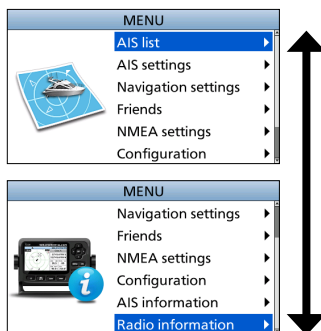 MENU
AIS list
AIS settings
Navigation settings
Friends
NMEA settings
Configuration
MENU
Navigation settings
Friends
NMEA settings
Configuration
AIS information
Radio information